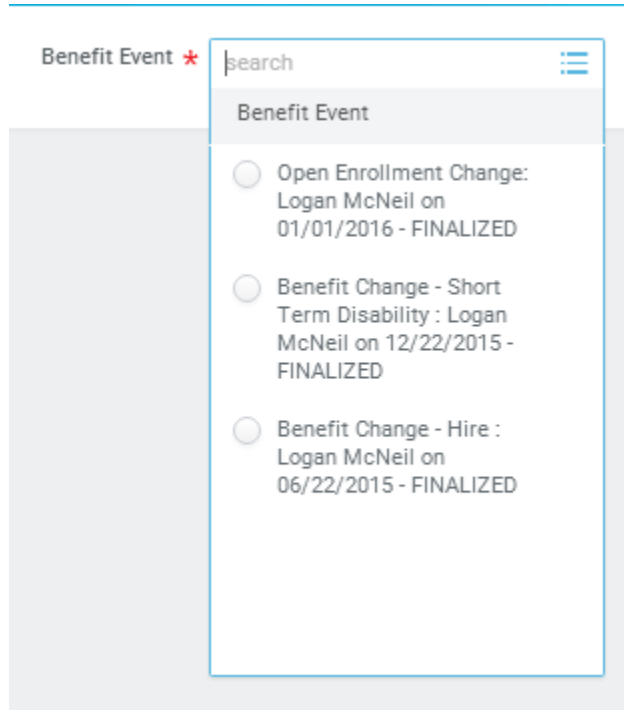 Benefit Event *
search
Benefit Event
Open Enrollment Change:
Logan McNeil on
01/01/2016 - FINALIZED
Benefit Change - Short
Term Disability : Logan
McNeil on 12/22/2015 -
FINALIZED
Benefit Change - Hire :
Logan McNeil on
06/22/2015 - FINALIZED